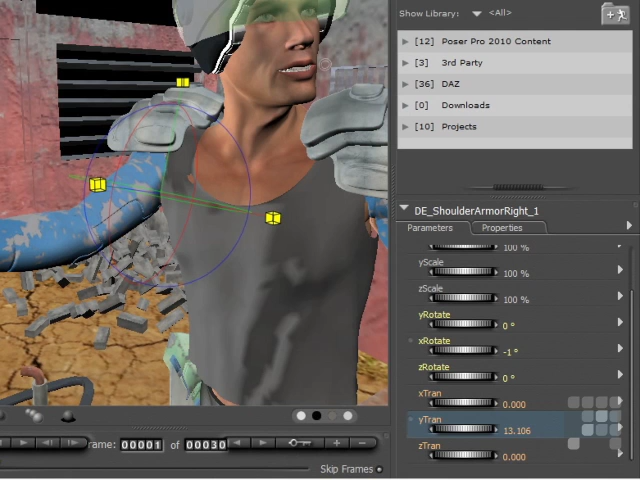 Show Library: <All>
[12] Poser Pro 2010 Content
[3] 3rd Party
[36] DAZ
[0] Downloads
[10] Projects
DE_ShoulderArmorRight_1
Parameters Properties
100 %
yScale
100 %
zScale
100 %
yRotate
0 °
xRotate
-1 °
zRotate
0 °
xTran
0.000
yTran
13.106
zTran
0.000
rame: 00001 of 00030
Skip Frames